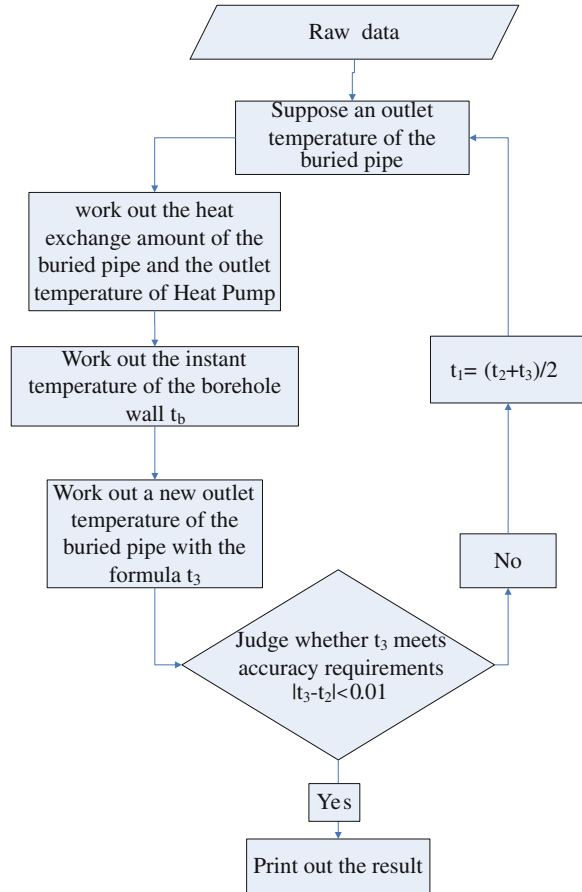 Raw data
Suppose an outlet
temperature of the
buried pipe
work out the heat
exchange amount of the
buried pipe and the outlet
temperature of Heat Pump
Work out the instant
temperature of the borehole
wall t_b
Work out a new outlet
temperature of the
buried pipe with the
formula t₃
Judge whether t₃ meets
accuracy requirements
|t₃-t₂|<0.01
No
t₁= (t₂+t₃)/2
Yes
Print out the result